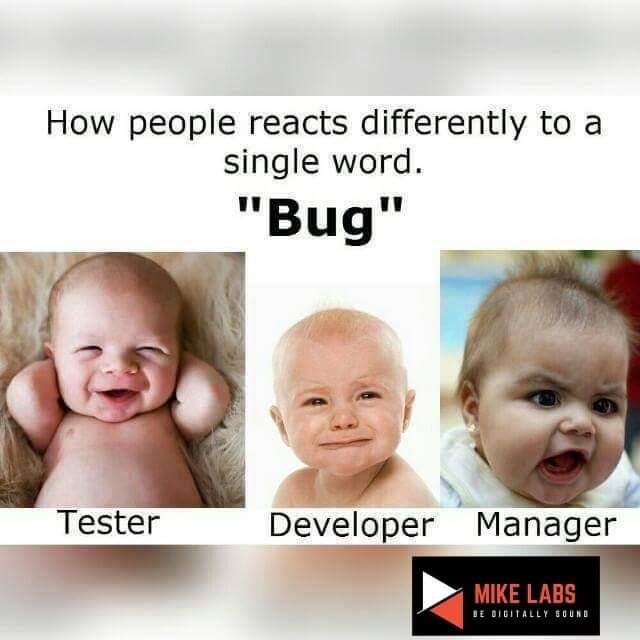 How people reacts differently to a
single word.
"Bug"
Tester
Developer
Manager
MIKE LABS
BE DIGITALLY SOUND